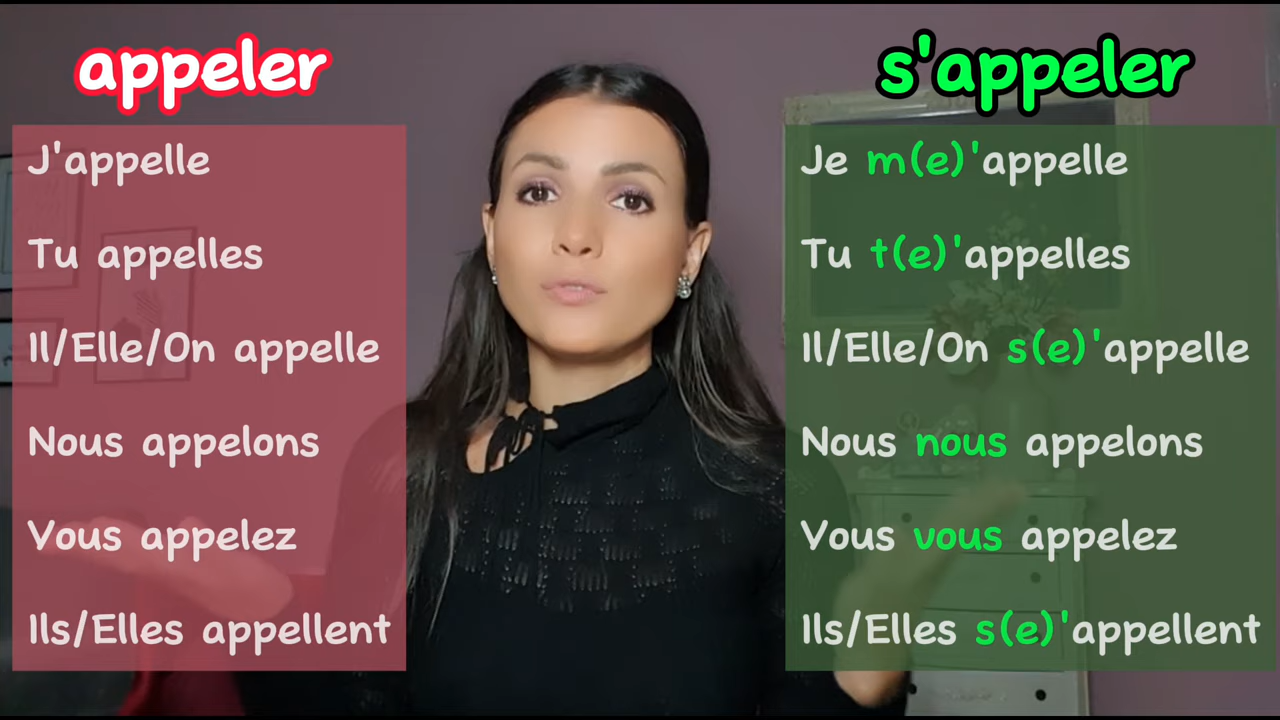 appeler
J'appelle
Tu appelles
Il/Elle/On appelle
Nous appelons
Vous appelez
Ils/Elles appellent
s'appeler
Je m(e)'appelle
Tu t(e)'appelles
Il/Elle/On s(e)'appelle
Nous nous appelons
Vous vous appelez
Ils/Elles s(e)'appellent